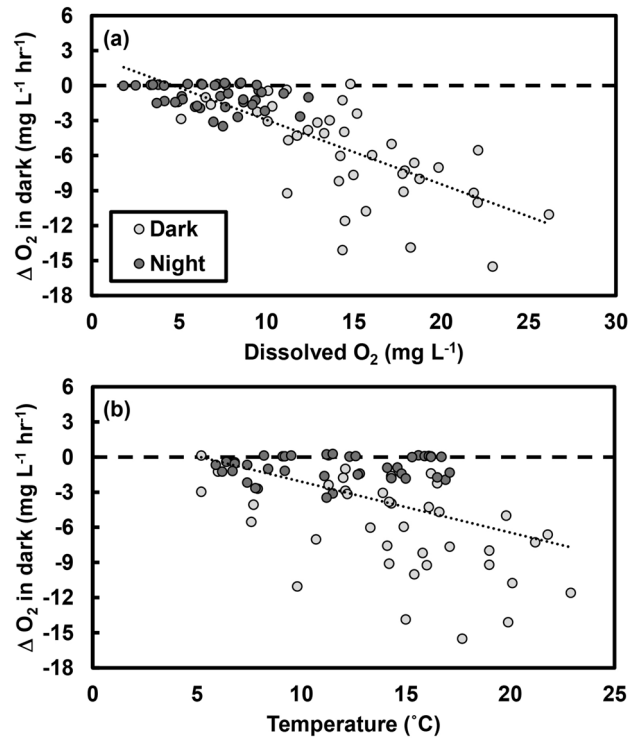 (a)
6
3
0
-3
-6
-9
-12
-15
-18
Δ O₂ in dark (mg L⁻¹ hr⁻¹)
Dark
Night
0 5 10 15 20 25 30
Dissolved O₂ (mg L⁻¹)
(b)
6
3
0
-3
-6
-9
-12
-15
-18
Δ O₂ in dark (mg L⁻¹ hr⁻¹)
0 5 10 15 20 25
Temperature (˚C)